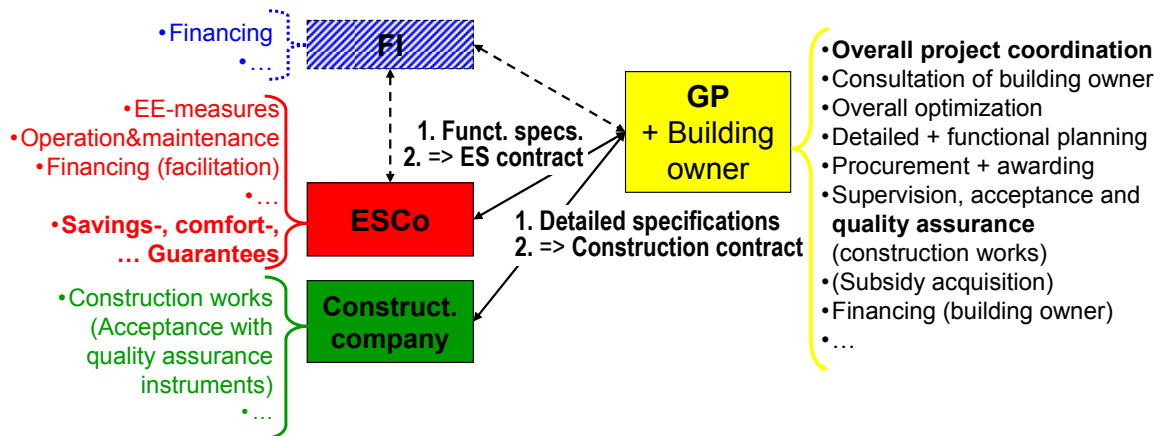 •Financing
•…
FI
•EE-measures
•Operation&maintenance
•Financing (facilitation)
•…
•Savings-, comfort-,
… Guarantees
ESCo
•Construction works
(Acceptance with
quality assurance
instruments)
•…
Construct.
company
1. Funct. specs.
2. => ES contract
1. Detailed specifications
2. => Construction contract
GP
+ Building
owner
•Overall project coordination
•Consultation of building owner
•Overall optimization
•Detailed + functional planning
•Procurement + awarding
•Supervision, acceptance and
quality assurance
(construction works)
•(Subsidy acquisition)
•Financing (building owner)
•…